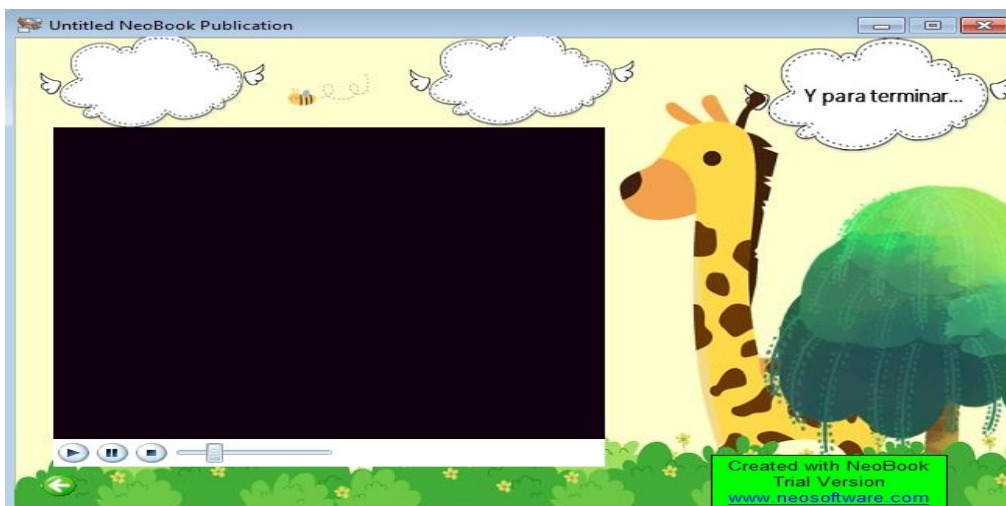 Untitled NeoBook Publication
Y para terminar...
Created with NeoBook
Trial Version
www.neosoftware.com